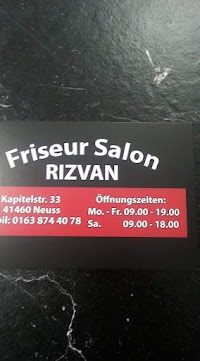 Friseur Salon
RIZVAN
Kapitelstr. 33
41460 Neuss
bil: 0163 874 40 78
Öffnungszeiten:
Mo. - Fr. 09.00 - 19.00
Sa. 09.00 - 18.00